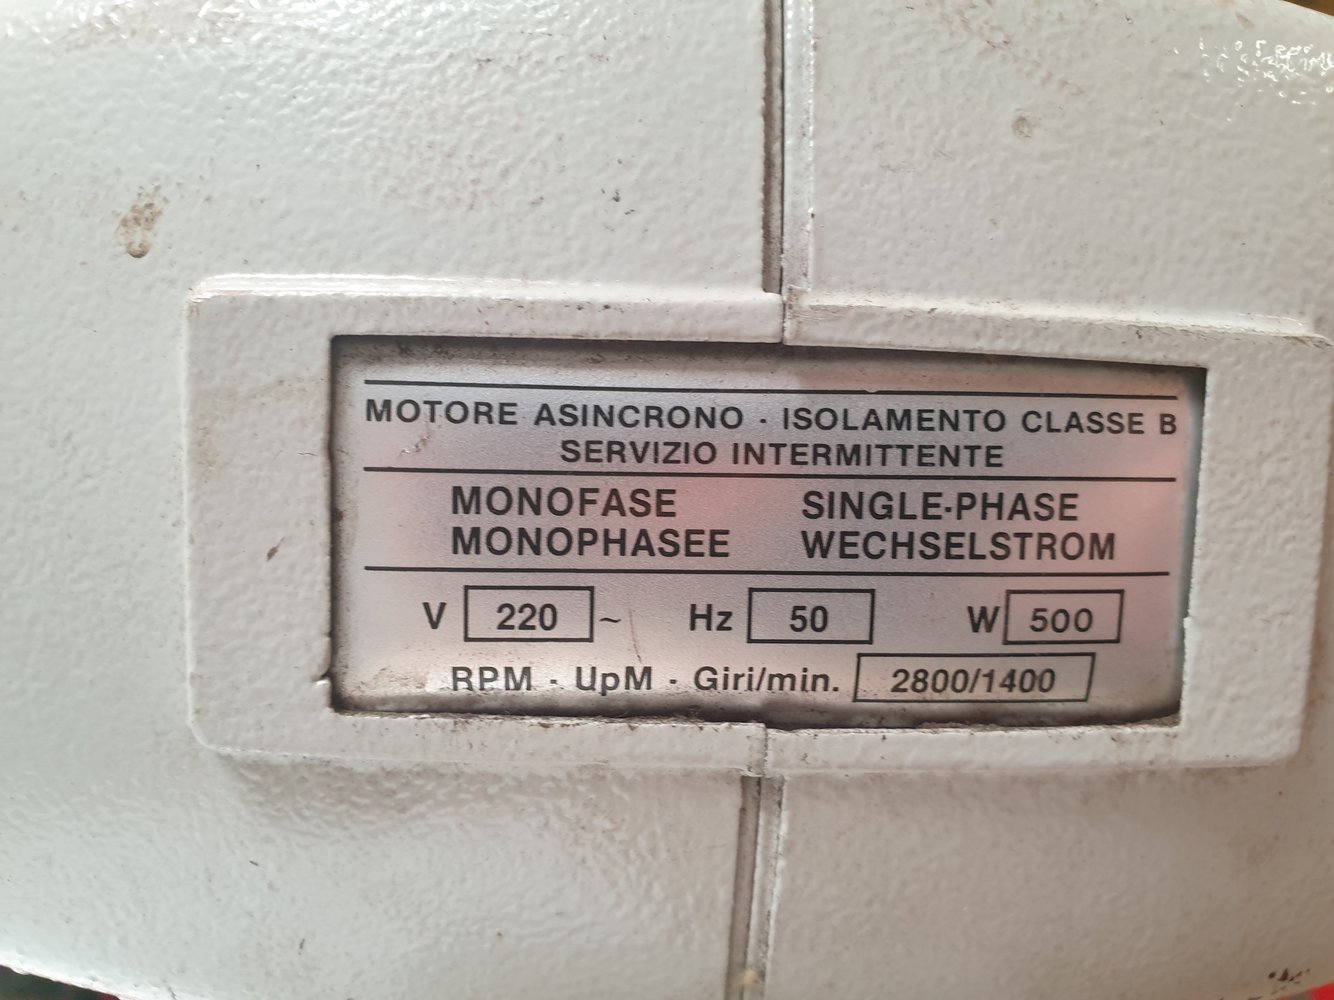 MOTORE ASINCRONO · ISOLAMENTO CLASSE B
SERVIZIO INTERMITTENTE
MONOFASE SINGLE-PHASE
MONOPHASEE WECHSELSTROM
V 220 ~ Hz 50 W 500
RPM · UpM · Giri/min. 2800/1400